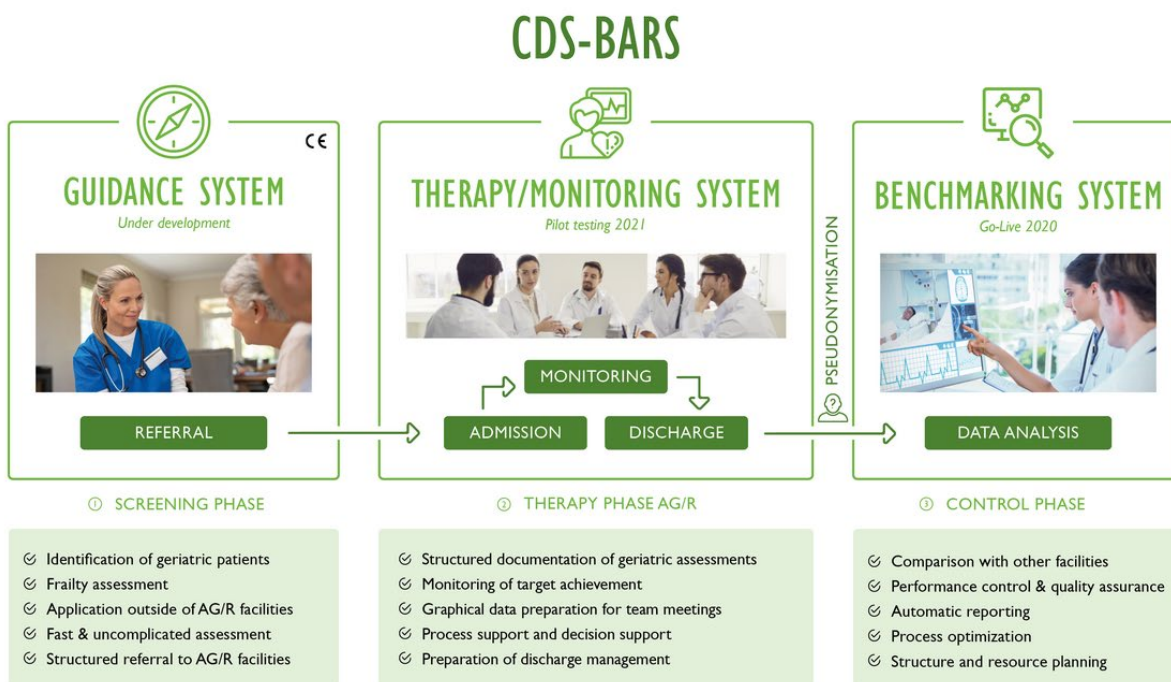 CDS-BARS
CE
GUIDANCE SYSTEM
Under development
REFERRAL
① SCREENING PHASE
Identification of geriatric patients
Frailty assessment
Application outside of AG/R facilities
Fast & uncomplicated assessment
Structured referral to AG/R facilities
THERAPY/MONITORING SYSTEM
Pilot testing 2021
MONITORING
ADMISSION
DISCHARGE
② THERAPY PHASE AG/R
Structured documentation of geriatric assessments
Monitoring of target achievement
Graphical data preparation for team meetings
Process support and decision support
Preparation of discharge management
? PSEUDONYMISATION
BENCHMARKING SYSTEM
Go-Live 2020
DATA ANALYSIS
③ CONTROL PHASE
Comparison with other facilities
Performance control & quality assurance
Automatic reporting
Process optimization
Structure and resource planning